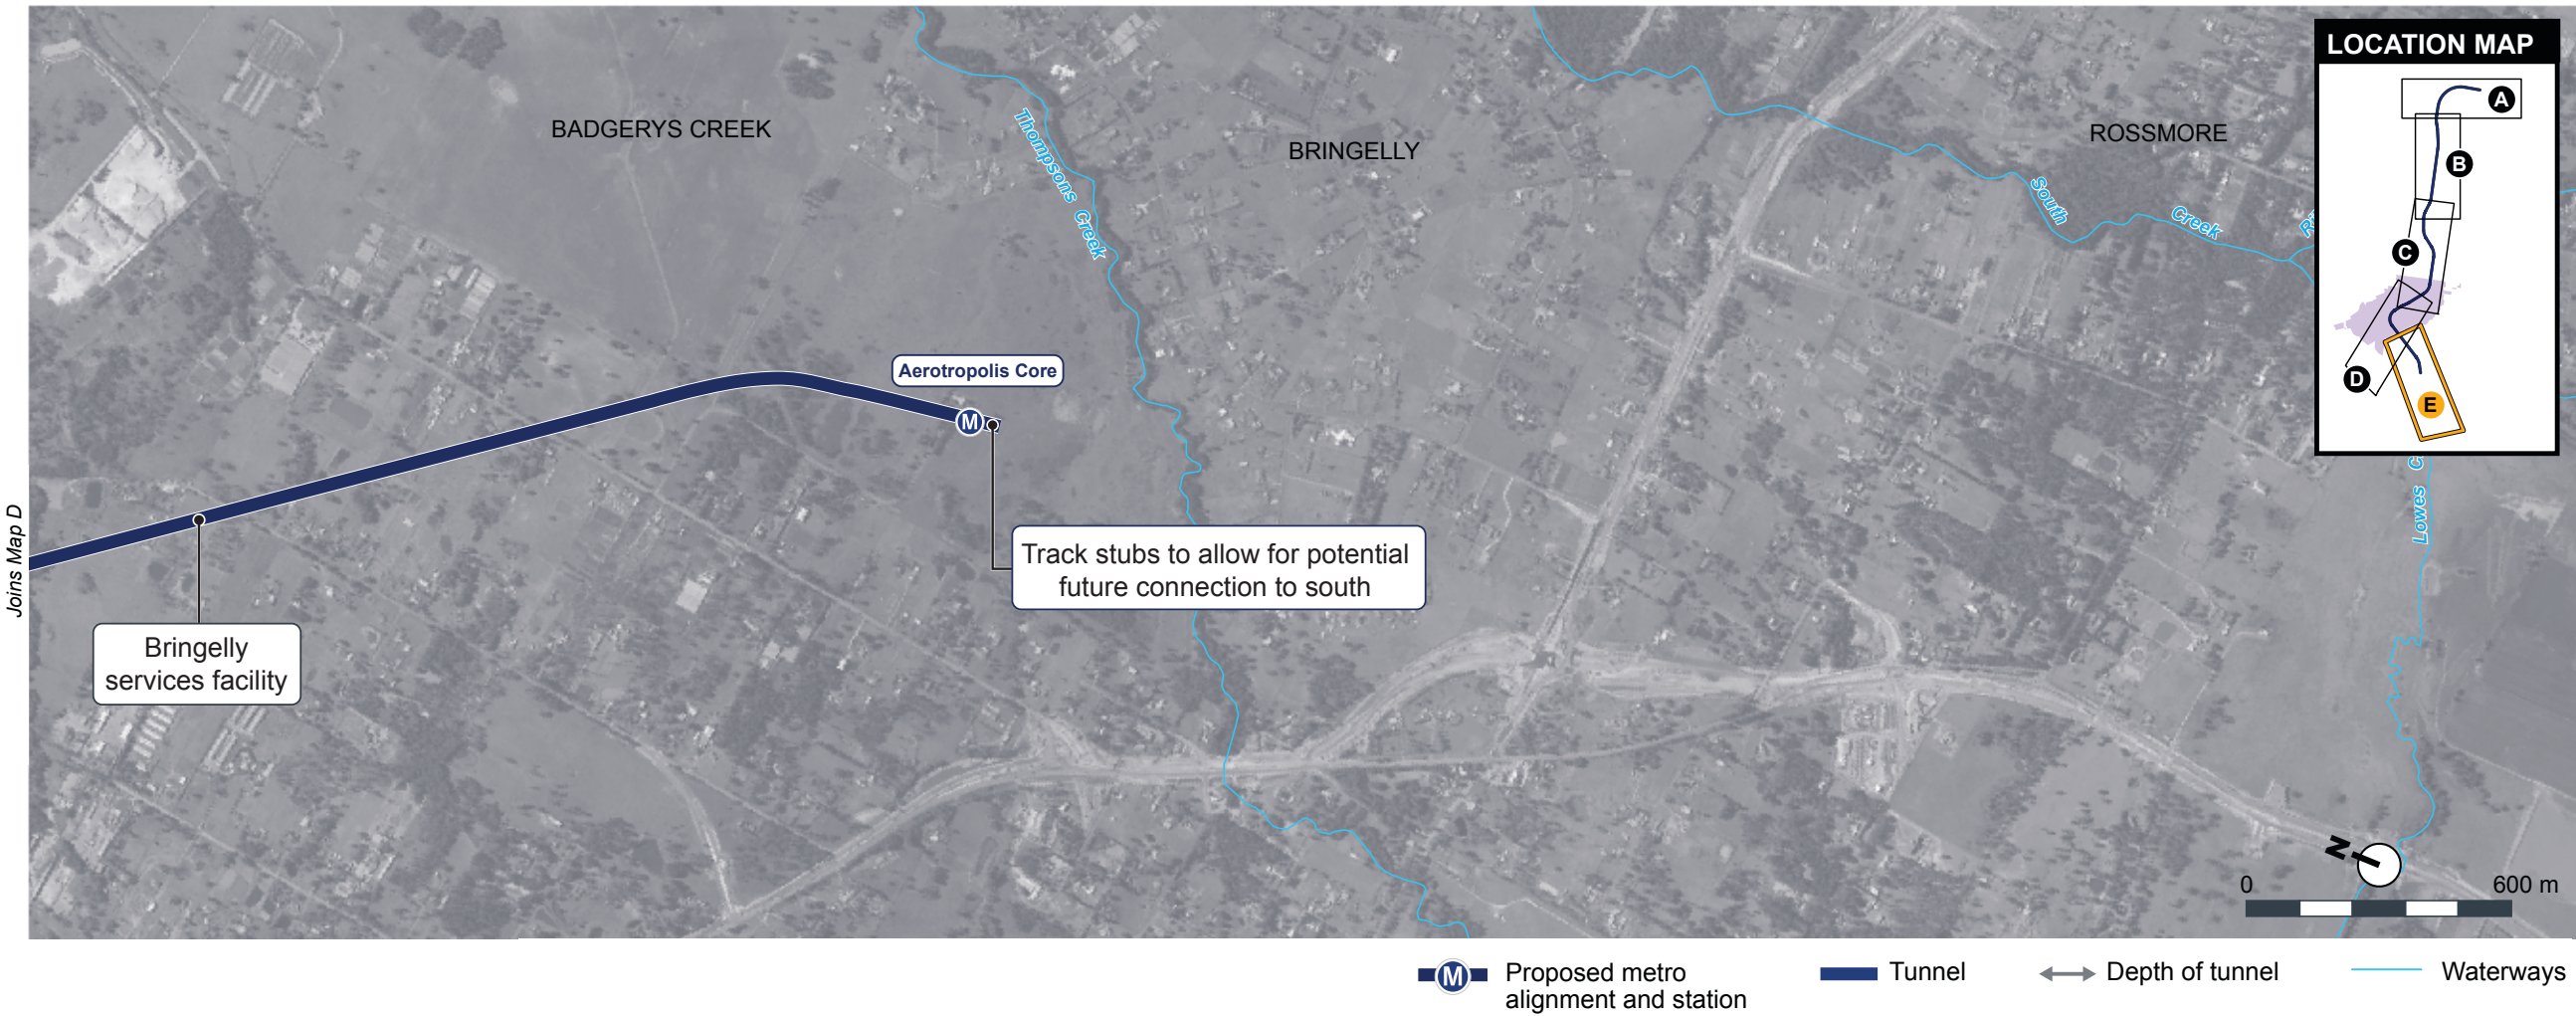 LOCATION MAP
A
B
C
D
E
BADGERYS CREEK
BRINGELLY
ROSSMORE
Thompsons Creek
South Creek
Aerotropolis Core
M
Track stubs to allow for potential
future connection to south
Joins Map D
Bringelly
services facility
Lowes
N
0
600 m
M
Proposed metro
alignment and station
Tunnel
Depth of tunnel
Waterways